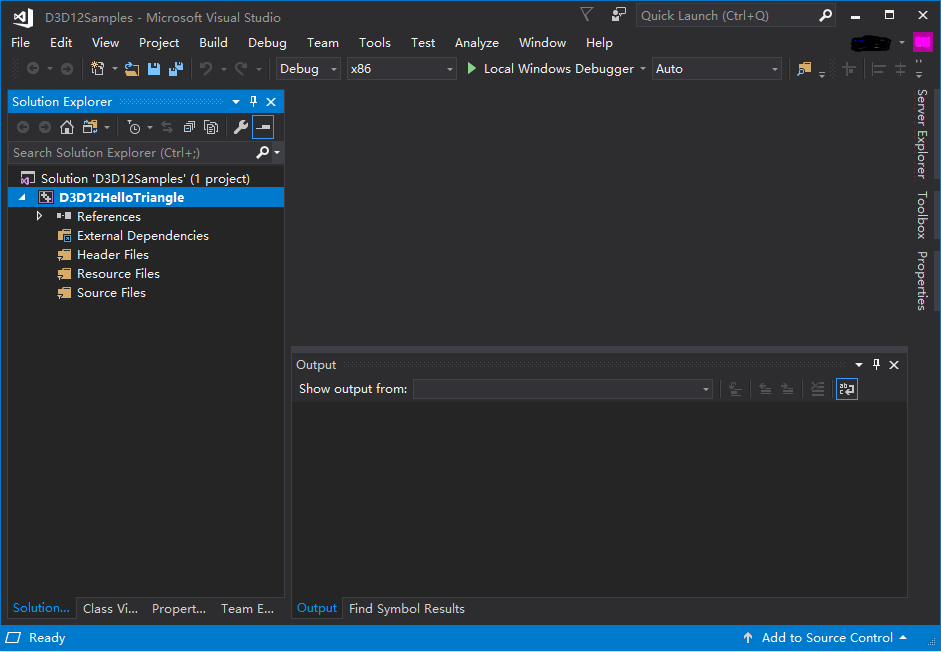 D3D12Samples - Microsoft Visual Studio
Quick Launch (Ctrl+Q)
File Edit View Project Build Debug Team Tools Test Analyze Window Help
Debug x86 Local Windows Debugger Auto
Solution Explorer
Search Solution Explorer (Ctrl+;)
Solution 'D3D12Samples' (1 project)
D3D12HelloTriangle
References
External Dependencies
Header Files
Resource Files
Source Files
Server Explorer
Toolbox
Properties
Output
Show output from:
Solution... Class Vi... Propert... Team E...
Output Find Symbol Results
Ready
Add to Source Control